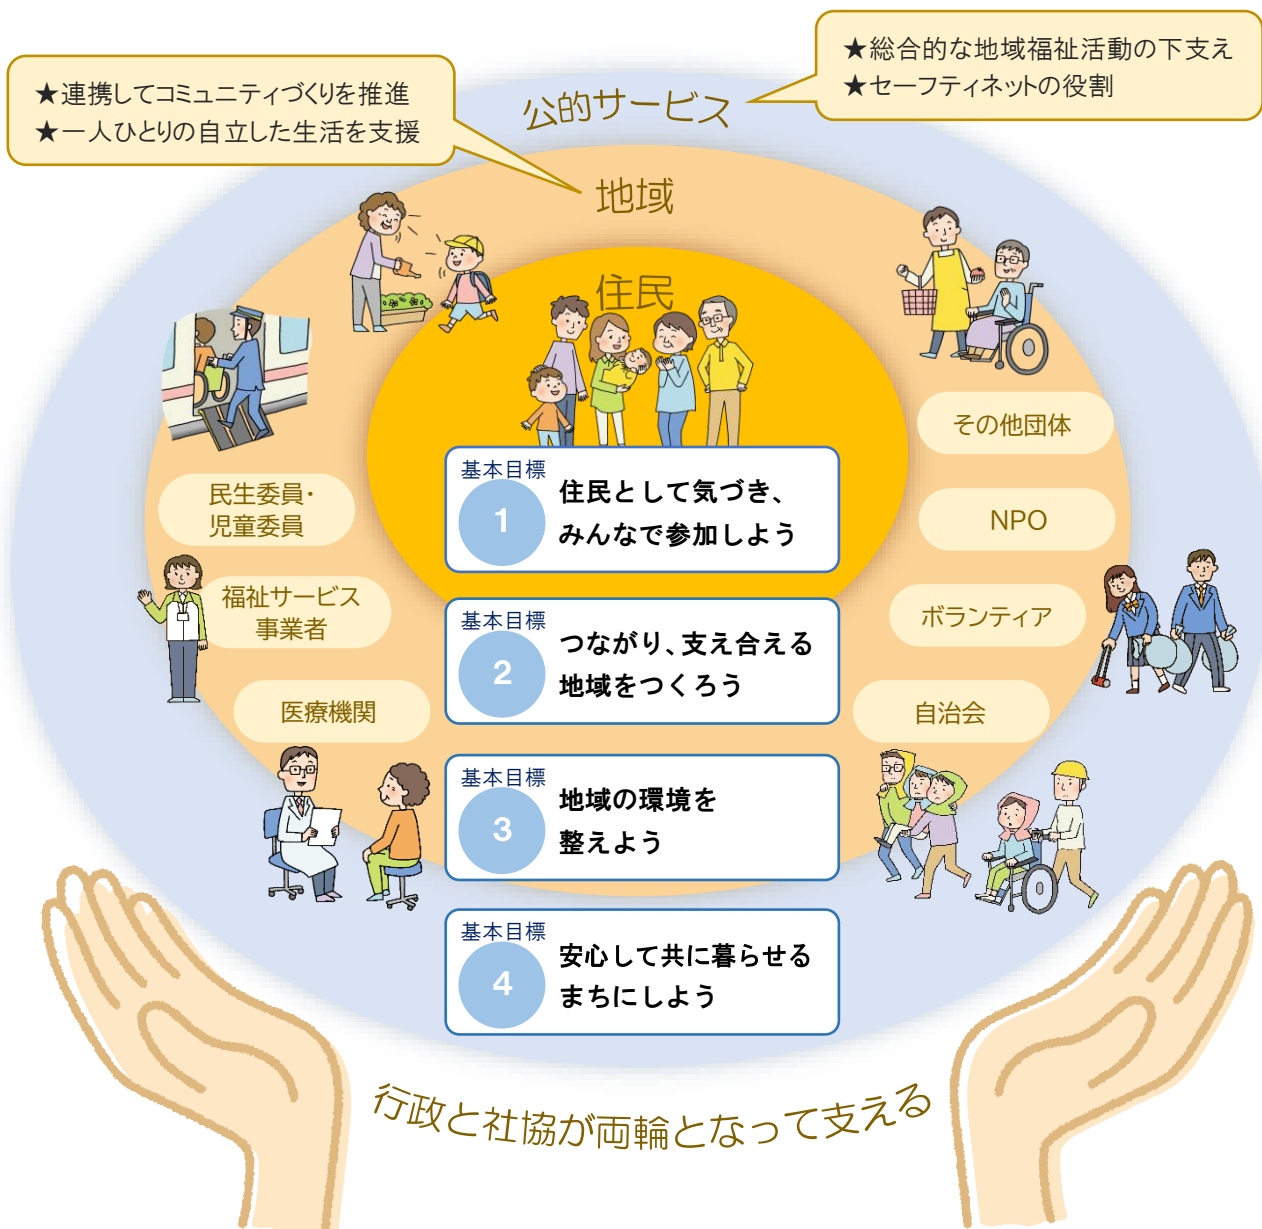 ★総合的な地域福祉活動の下支え
★セーフティネットの役割
★連携してコミュニティづくりを推進
★一人ひとりの自立した生活を支援
公的サービス
地域
住民
その他団体
NPO
ボランティア
自治会
民生委員・
児童委員
福祉サービス
事業者
医療機関
基本目標
1
住民として気づき、
みんなで参加しよう
基本目標
2
つながり、支え合える
地域をつくろう
基本目標
3
地域の環境を
整えよう
基本目標
4
安心して共に暮らせる
まちにしよう
行政と社協が両輪となって支える